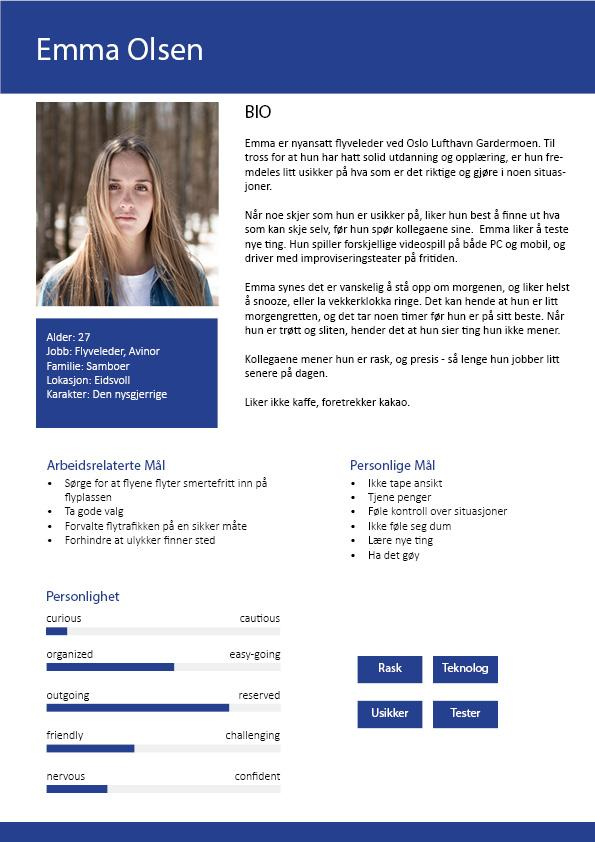 Emma Olsen
BIO
Emma er nyansatt flyveleder ved Oslo Lufthavn Gardermoen. Til
tross for at hun har hatt solid utdanning og opplæring, er hun fre-
mdeles litt usikker på hva som er det riktige og gjøre i noen situas-
joner.
Når noe skjer som hun er usikker på, liker hun best å finne ut hva
som kan skje selv, før hun spør kollegaene sine.  Emma liker å teste
nye ting. Hun spiller forskjellige videospill på både PC og mobil, og
driver med improviseringteater på fritiden.
Emma synes det er vanskelig å stå opp om morgenen, og liker helst
å snooze, eller la vekkerklokka ringe. Det kan hende at hun er litt
morgengretten, og det tar noen timer før hun er på sitt beste. Når
hun er trøtt og sliten, hender det at hun sier ting hun ikke mener.
Kollegaene mener hun er rask, og presis - så lenge hun jobber litt
senere på dagen.
Liker ikke kaffe, foretrekker kakao.
Alder: 27
Jobb: Flyveleder, Avinor
Familie: Samboer
Lokasjon: Eidsvoll
Karakter: Den nysgjerrige
Arbeidsrelaterte Mål
• Sørge for at flyene flyter smertefritt inn på
flyplassen
• Ta gode valg
• Forvalte flytrafikken på en sikker måte
• Forhindre at ulykker finner sted
Personlige Mål
• Ikke tape ansikt
• Tjene penger
• Føle kontroll over situasjoner
• Ikke føle seg dum
• Lære nye ting
• Ha det gøy
Personlighet
curious cautious
organized easy-going
outgoing reserved
friendly challenging
nervous confident
Rask Teknolog
Usikker Tester